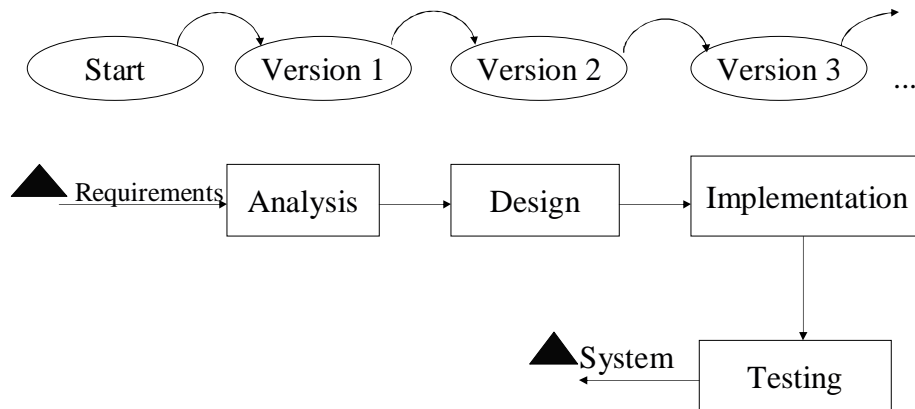 Start
Version 1
Version 2
Version 3
...
Requirements
Analysis
Design
Implementation
System
Testing